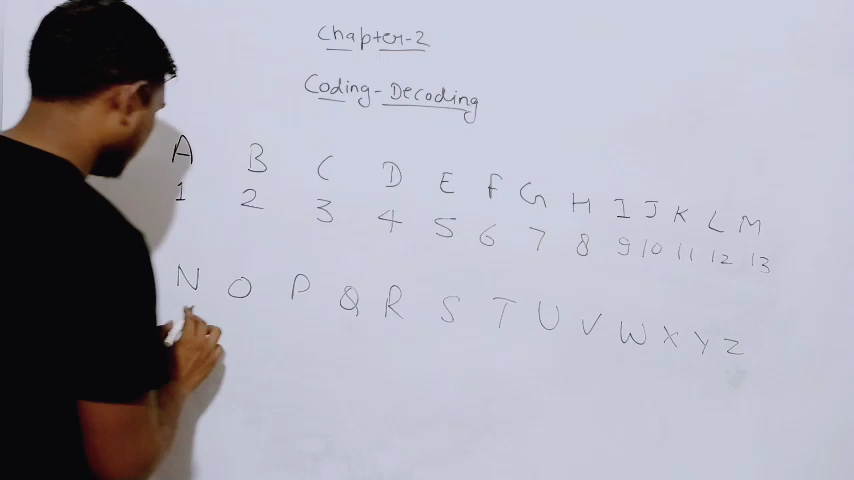 Chapter-2
Coding-Decoding
A B C D E F G H I J K L M
1 2 3 4 5 6 7 8 9 10 11 12 13
N O P Q R S T U V W X Y Z